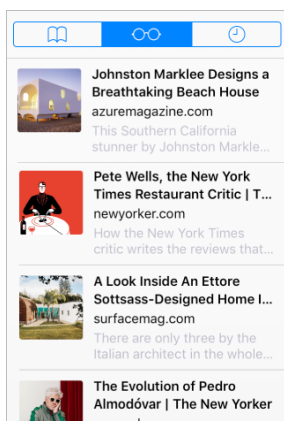 Johnston Marklee Designs a
Breathtaking Beach House
azuremagazine.com
This Southern California
stunner by Johnston Markle...
Pete Wells, the New York
Times Restaurant Critic | T...
newyorker.com
How the New York Times
critic writes the reviews that...
A Look Inside An Ettore
Sottsass-Designed Home I...
surfacemag.com
There are only three by the
Italian architect in the whole...
The Evolution of Pedro
Almodóvar | The New Yorker